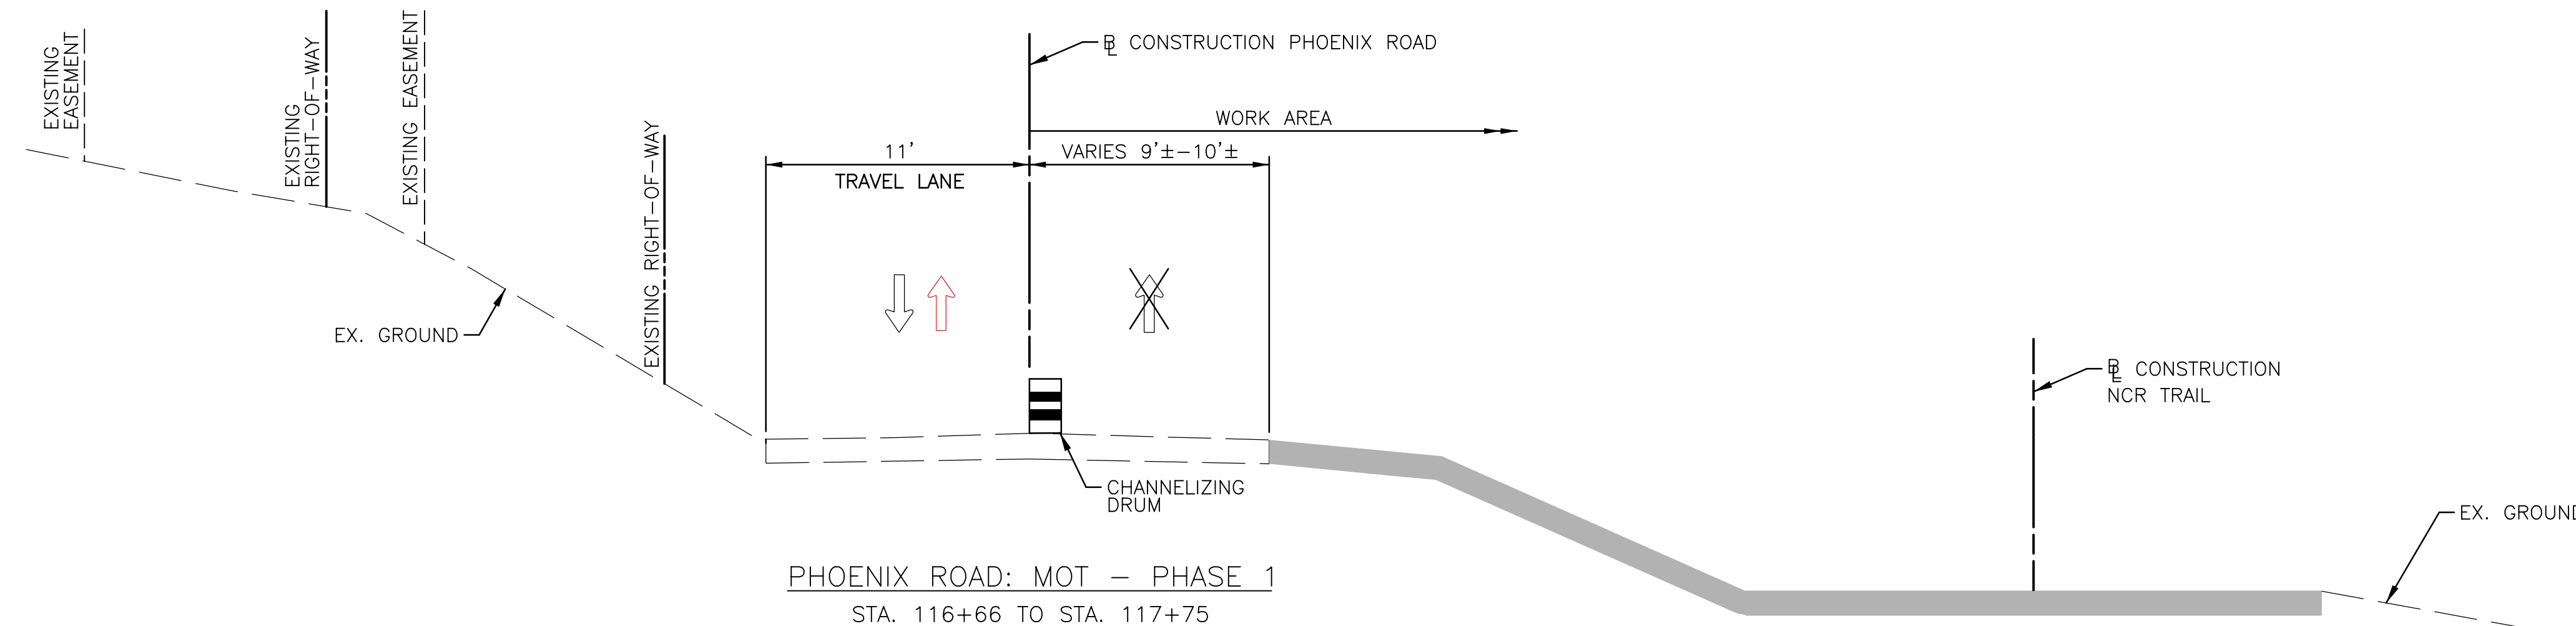 EXISTING
EASEMENT
EXISTING
RIGHT-OF-WAY
EXISTING EASEMENT
EXISTING RIGHT-OF-WAY
BL CONSTRUCTION PHOENIX ROAD
WORK AREA
11'
VARIES 9'±-10'±
TRAVEL LANE
EX. GROUND
BL CONSTRUCTION
NCR TRAIL
CHANNELIZING
DRUM
EX. GROUND
PHOENIX ROAD: MOT - PHASE 1
STA. 116+66 TO STA. 117+75